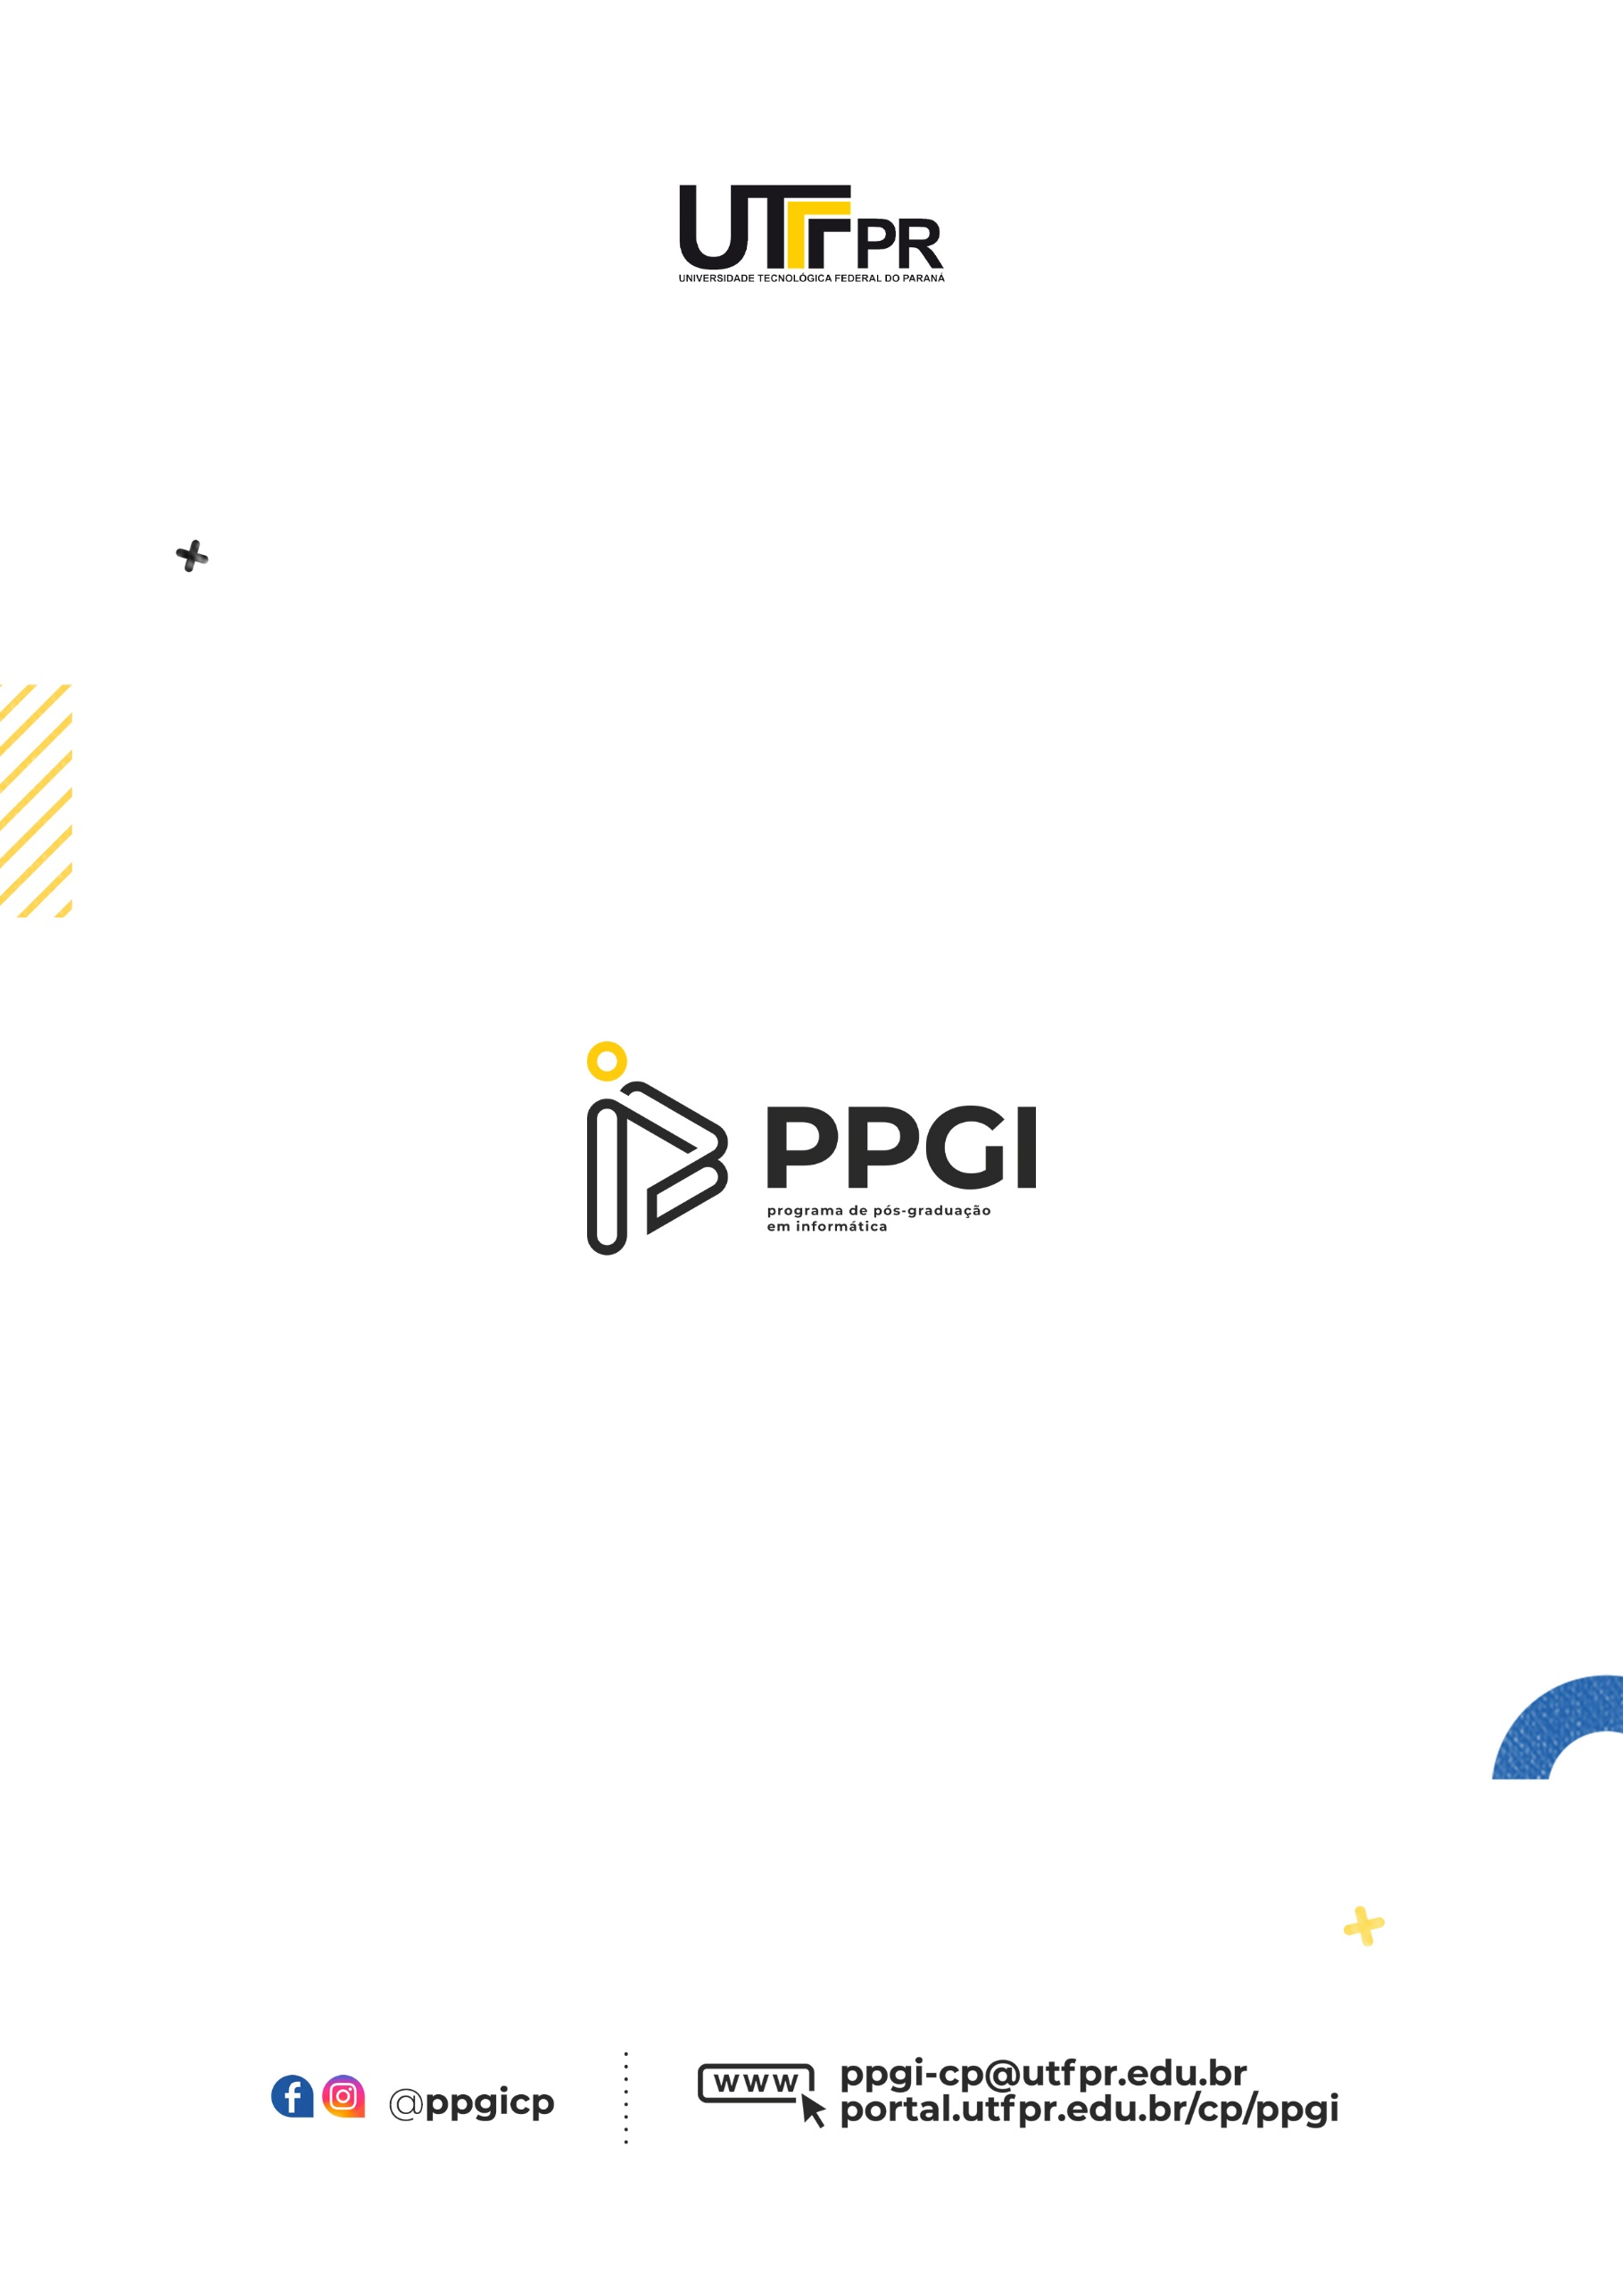 UTFPR
UNIVERSIDADE TECNOLÓGICA FEDERAL DO PARANÁ
PPGI
programa de pós-graduação
em informática
@ppgicp
www
ppgi-cp@utfpr.edu.br
portal.utfpr.edu.br/cp/ppgi